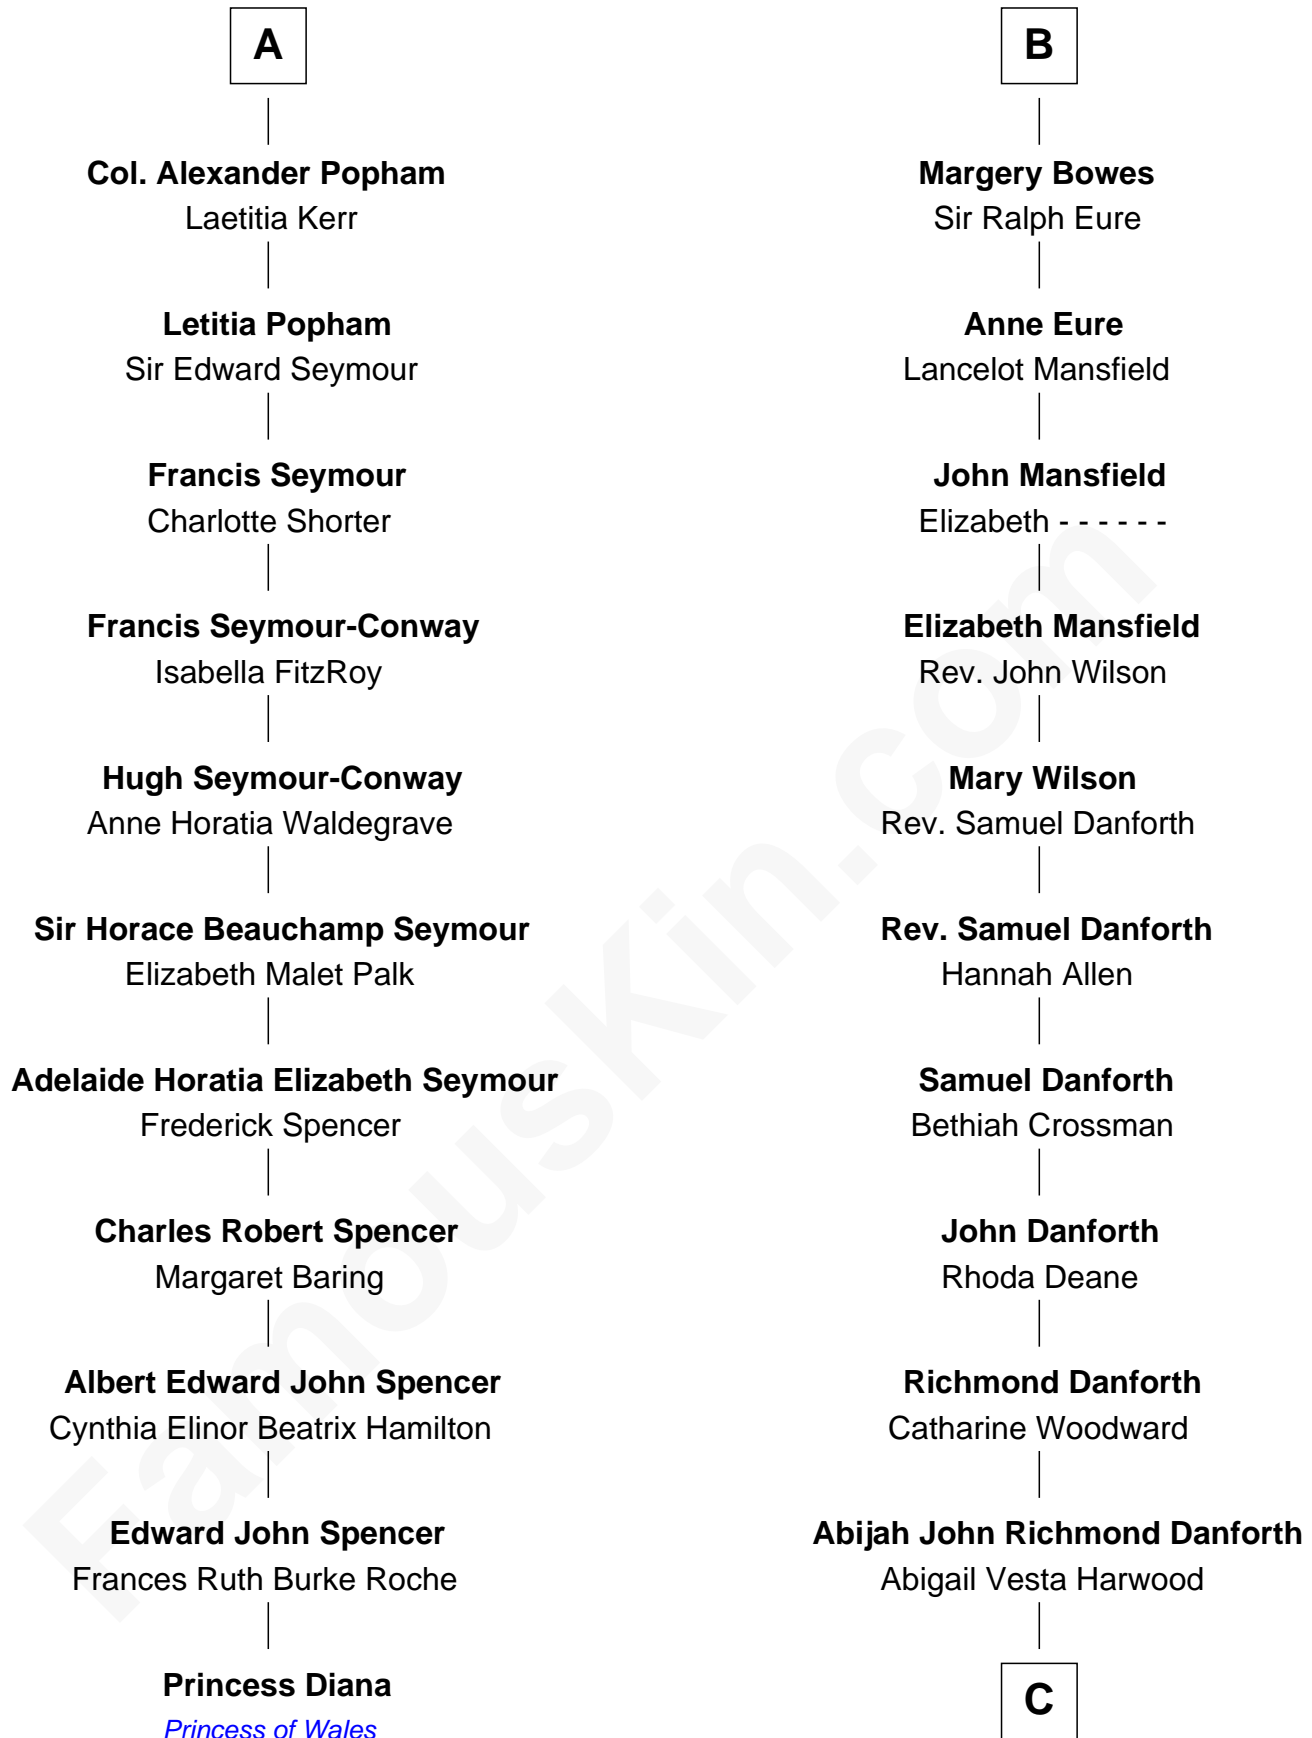 A
Col. Alexander Popham
Laetitia Kerr
Letitia Popham
Sir Edward Seymour
Francis Seymour
Charlotte Shorter
Francis Seymour-Conway
Isabella FitzRoy
Hugh Seymour-Conway
Anne Horatia Waldegrave
Sir Horace Beauchamp Seymour
Elizabeth Malet Palk
Adelaide Horatia Elizabeth Seymour
Frederick Spencer
Charles Robert Spencer
Margaret Baring
Albert Edward John Spencer
Cynthia Elinor Beatrix Hamilton
Edward John Spencer
Frances Ruth Burke Roche
Princess Diana
Princess of Wales
B
Margery Bowes
Sir Ralph Eure
Anne Eure
Lancelot Mansfield
John Mansfield
Elizabeth - - - - - -
Elizabeth Mansfield
Rev. John Wilson
Mary Wilson
Rev. Samuel Danforth
Rev. Samuel Danforth
Hannah Allen
Samuel Danforth
Bethiah Crossman
John Danforth
Rhoda Deane
Richmond Danforth
Catharine Woodward
Abijah John Richmond Danforth
Abigail Vesta Harwood
C
FamousKin.com